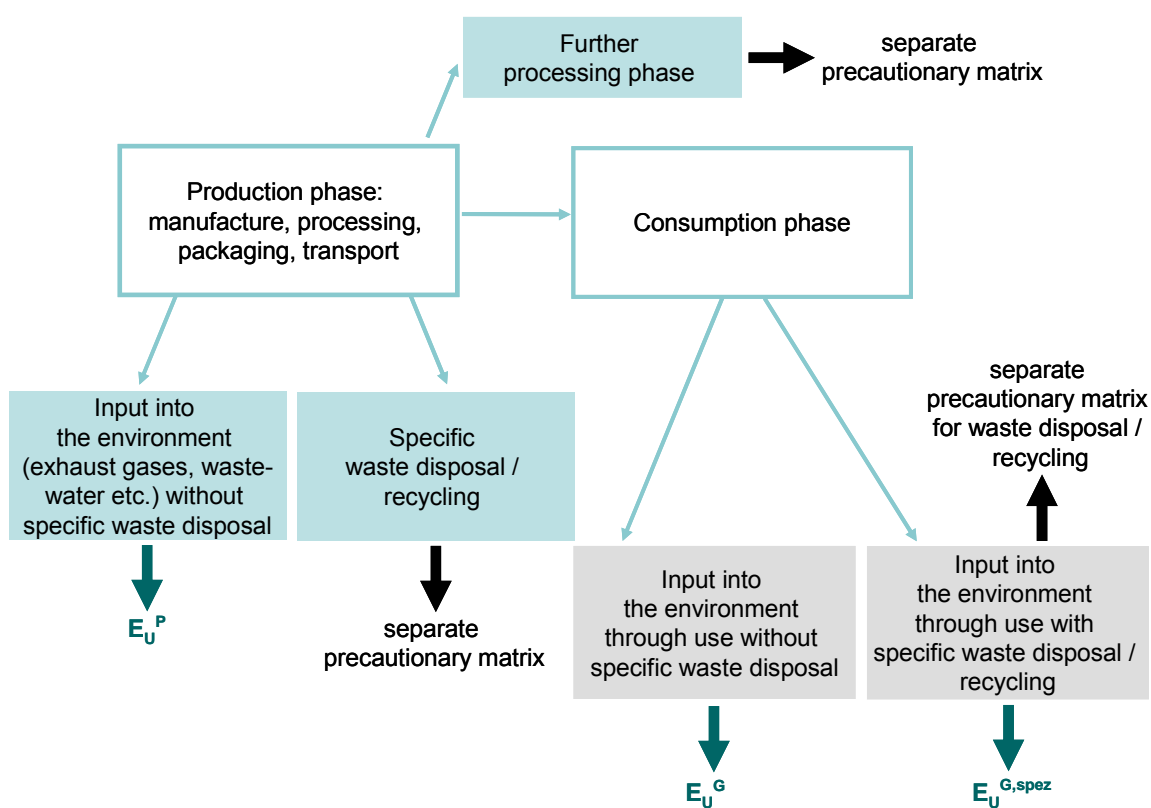 Further
processing phase
separate
precautionary matrix
Production phase:
manufacture, processing,
packaging, transport
Consumption phase
Input into
the environment
(exhaust gases, waste-
water etc.) without
specific waste disposal
Specific
waste disposal /
recycling
separate
precautionary matrix
for waste disposal /
recycling
E_U^P
separate
precautionary matrix
Input into
the environment
through use without
specific waste disposal
Input into
the environment
through use with
specific waste disposal /
recycling
E_U^G
E_U^G,spez